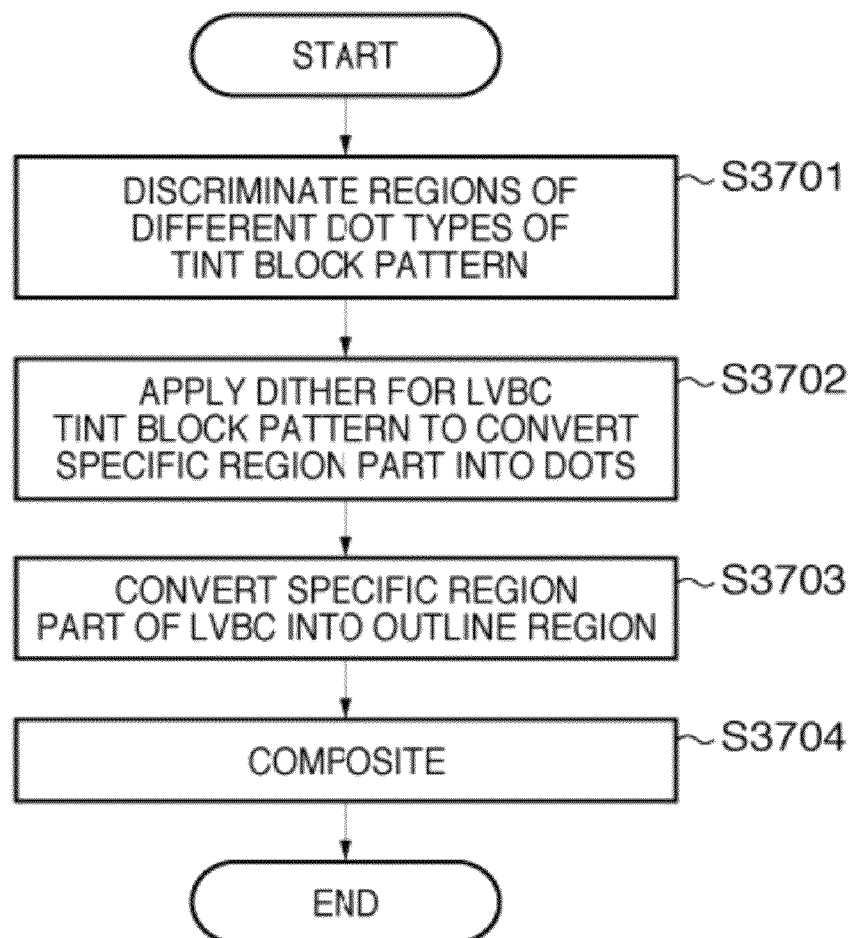 START
DISCRIMINATE REGIONS OF
DIFFERENT DOT TYPES OF
TINT BLOCK PATTERN
S3701
APPLY DITHER FOR LVBC
TINT BLOCK PATTERN TO CONVERT
SPECIFIC REGION PART INTO DOTS
S3702
CONVERT SPECIFIC REGION
PART OF LVBC INTO OUTLINE REGION
S3703
COMPOSITE
S3704
END